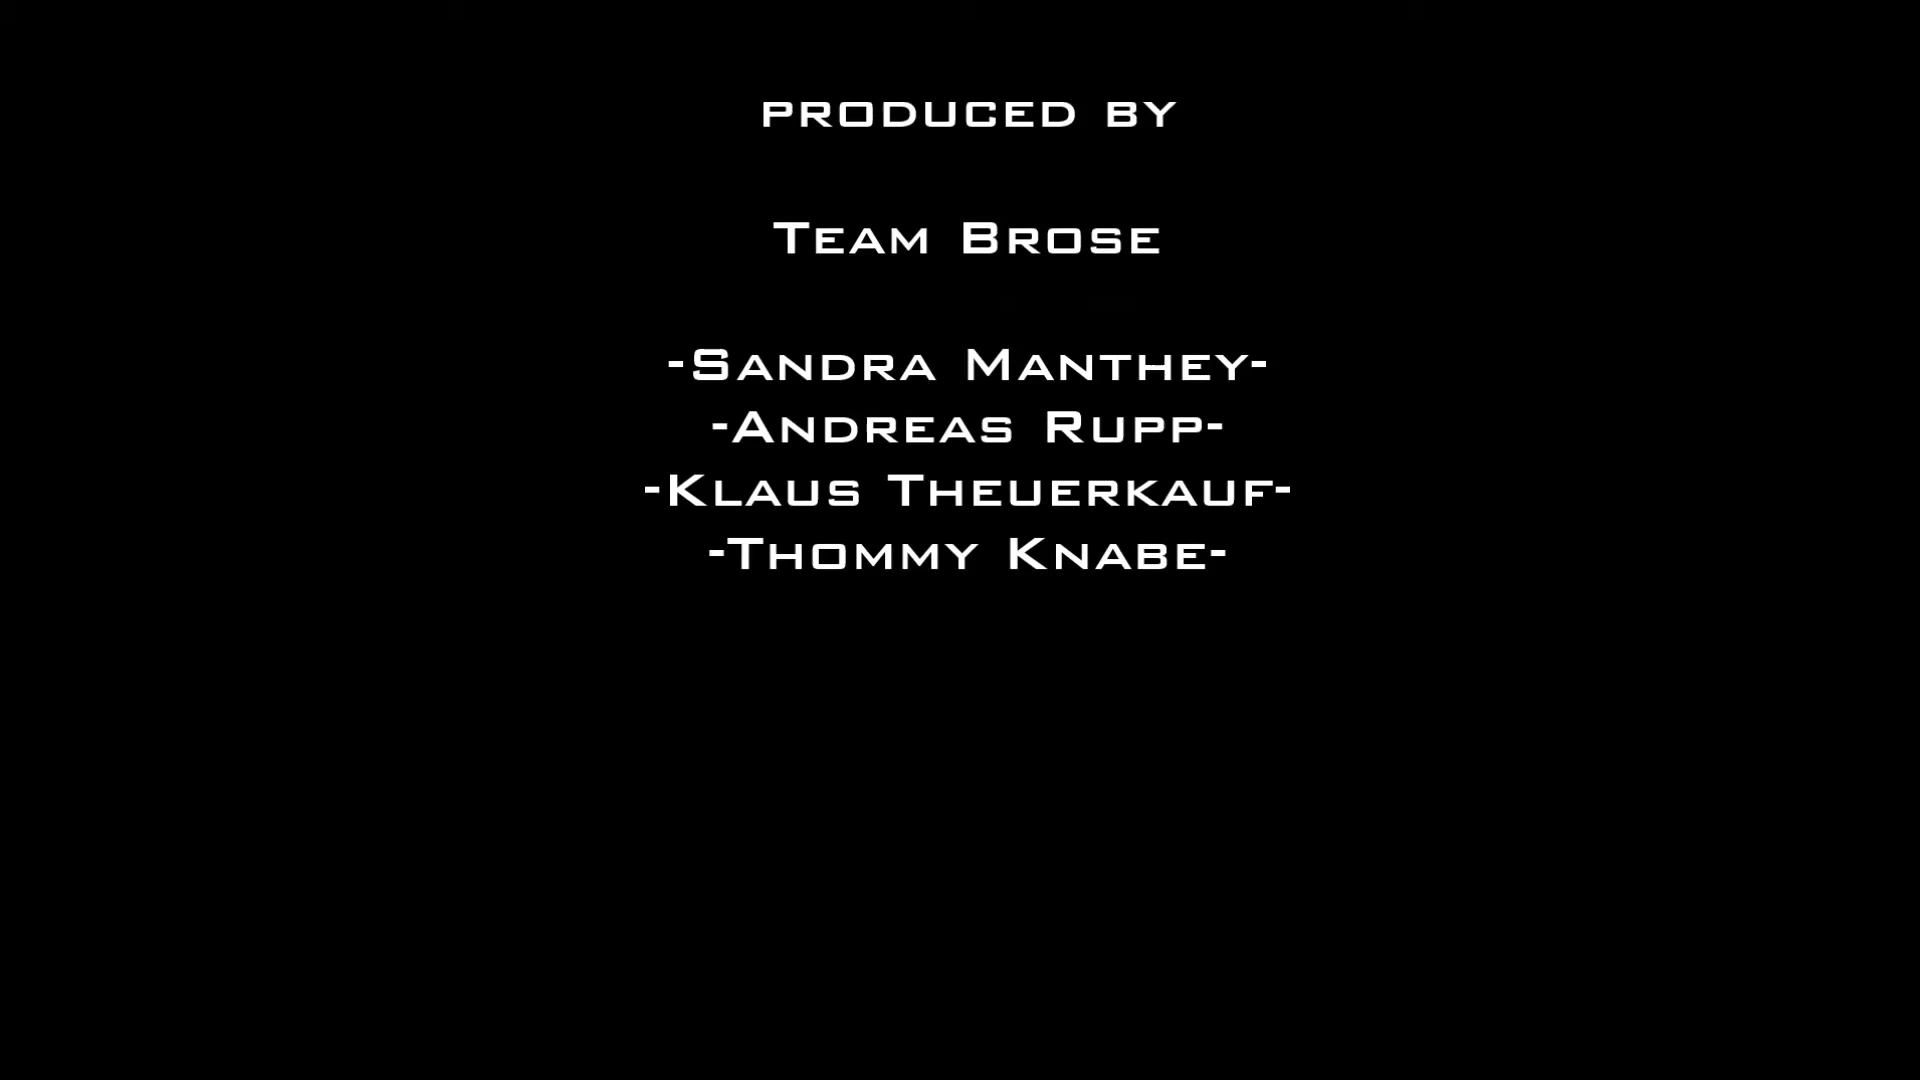 PRODUCED BY
TEAM BROSE
-SANDRA MANTHEY-
-ANDREAS RUPP-
-KLAUS THEUERKAUF-
-THOMMY KNABE-